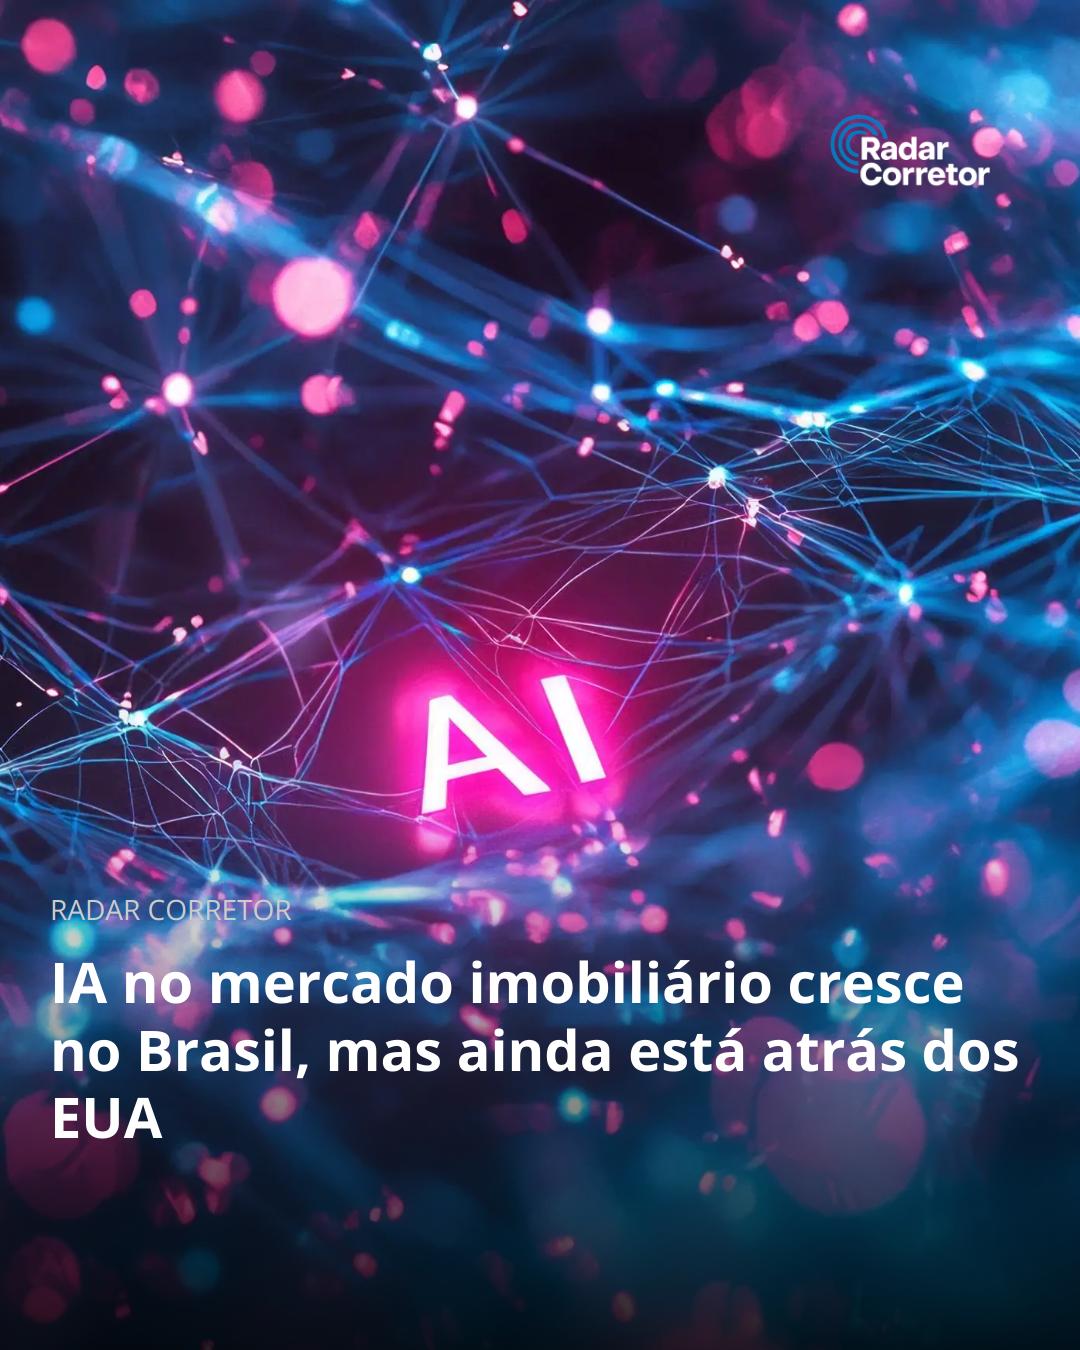 Radar
Corretor
AI
RADAR CORRETOR
IA no mercado imobiliário cresce
no Brasil, mas ainda está atrás dos
EUA